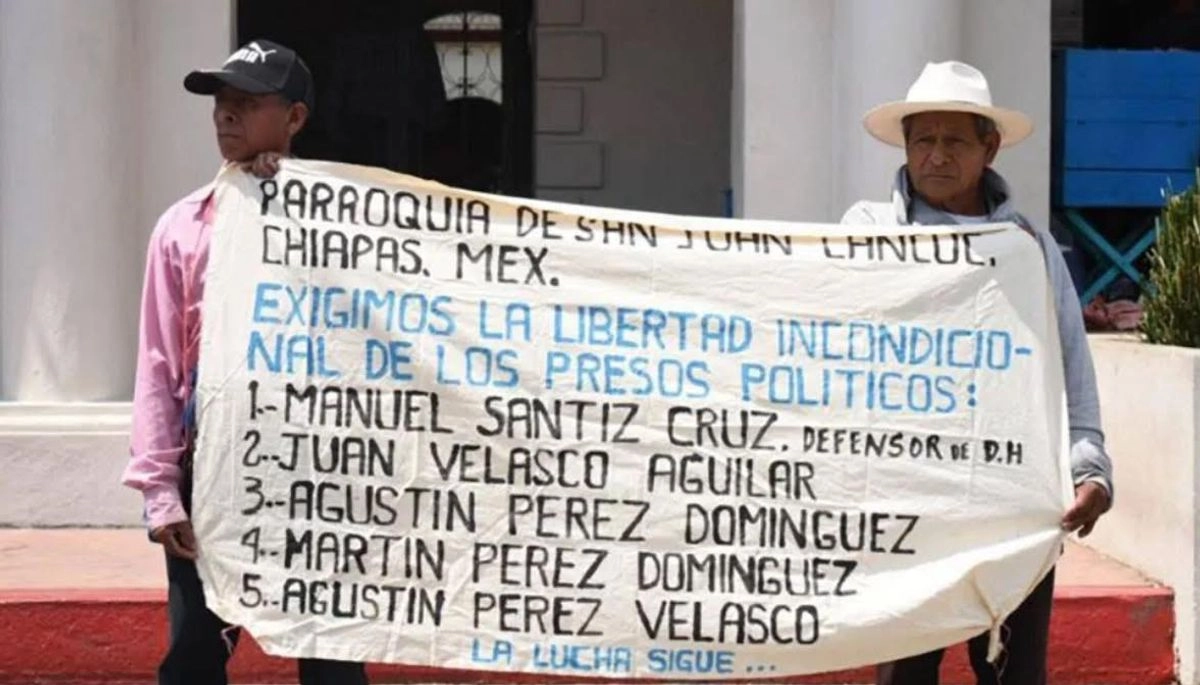 PARROQUIA DE SAN JUAN CANCUC.
CHIAPAS. MEX.
EXIGIMOS LA LIBERTAD INCONDICIO-
NAL DE LOS PRESOS POLITICOS:
1.-MANUEL SANTIZ CRUZ. DEFENSOR DE D.H
2.-JUAN VELASCO AGUILAR
3.-AGUSTIN PEREZ DOMINGUEZ
4.-MARTIN PEREZ DOMINGUEZ
5.-AGUSTIN PEREZ VELASCO
LA LUCHA SIGUE...